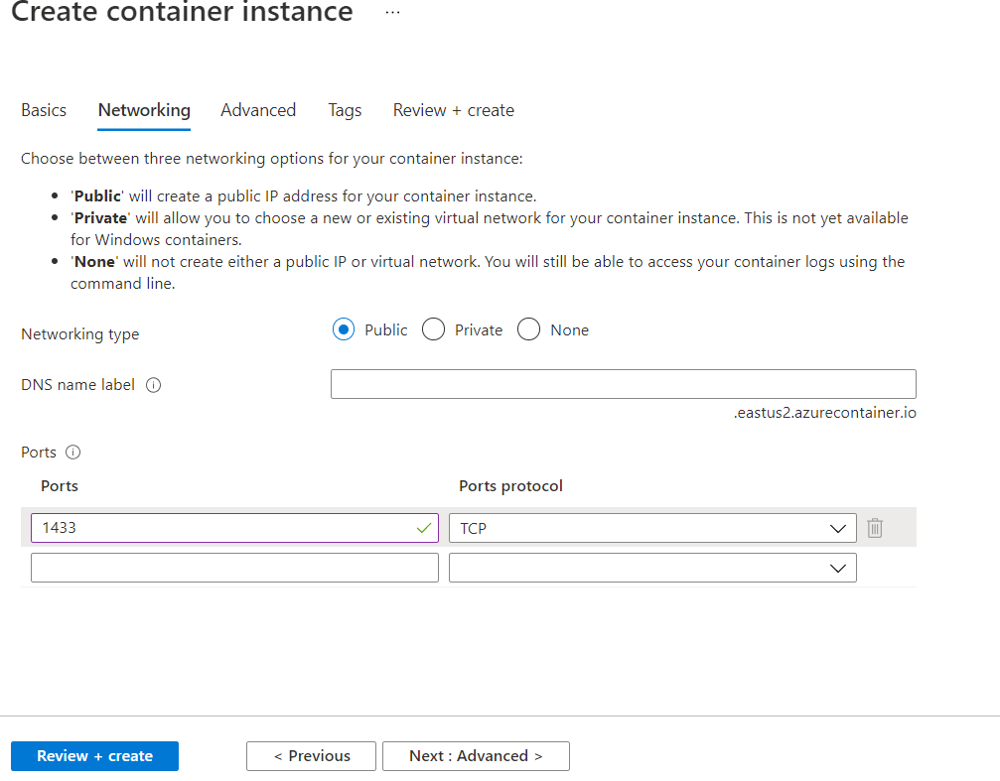 Create container instance ...
Basics Networking Advanced Tags Review + create
Choose between three networking options for your container instance:
• 'Public' will create a public IP address for your container instance.
• 'Private' will allow you to choose a new or existing virtual network for your container instance. This is not yet available
for Windows containers.
• 'None' will not create either a public IP or virtual network. You will still be able to access your container logs using the
command line.
Networking type Public Private None
DNS name label
.eastus2.azurecontainer.io
Ports
Ports Ports protocol
1433 TCP
Review + create < Previous Next : Advanced >